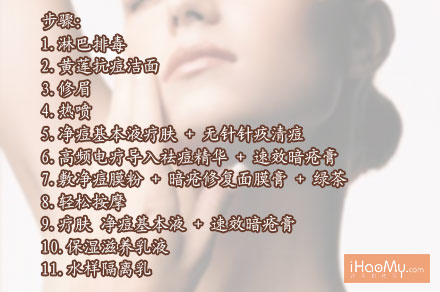 步骤:
1.淋巴排毒
2.黄莲抗痘洁面
3.修眉
4.热喷
5.净痘基本液疗肤 + 无针针灸清痘
6.高频电疗导入祛痘精华 + 速效暗疮膏
7.敷净痘膜粉 + 暗疮修复面膜膏 + 绿茶
8.轻松按摩
9.疗肤 净痘基本液 + 速效暗疮膏
10.保湿滋养乳液
11.水样隔离乳
iHaoMy.com